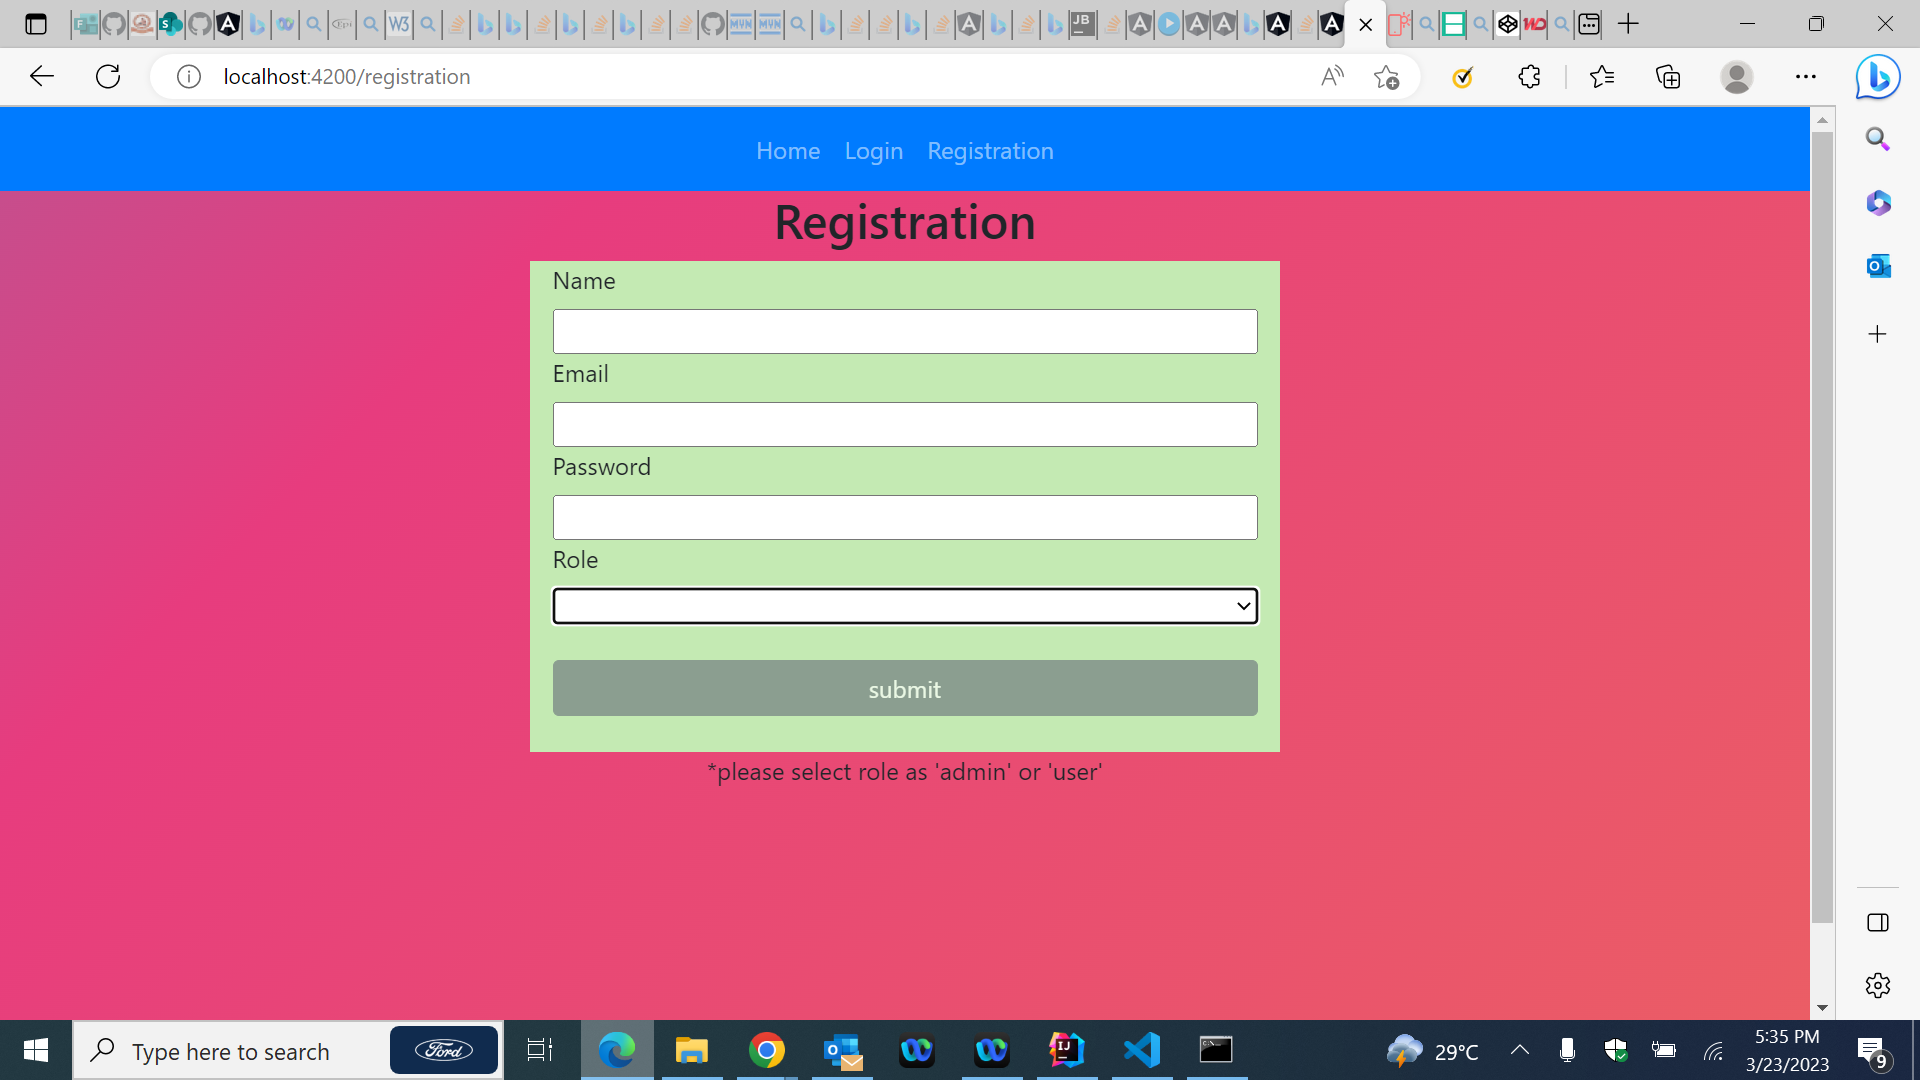 localhost:4200/registration
Home Login Registration
Registration
Name
Email
Password
Role
submit
*please select role as 'admin' or 'user'
Type here to search
Ford
29°C
5:35 PM
3/23/2023
9